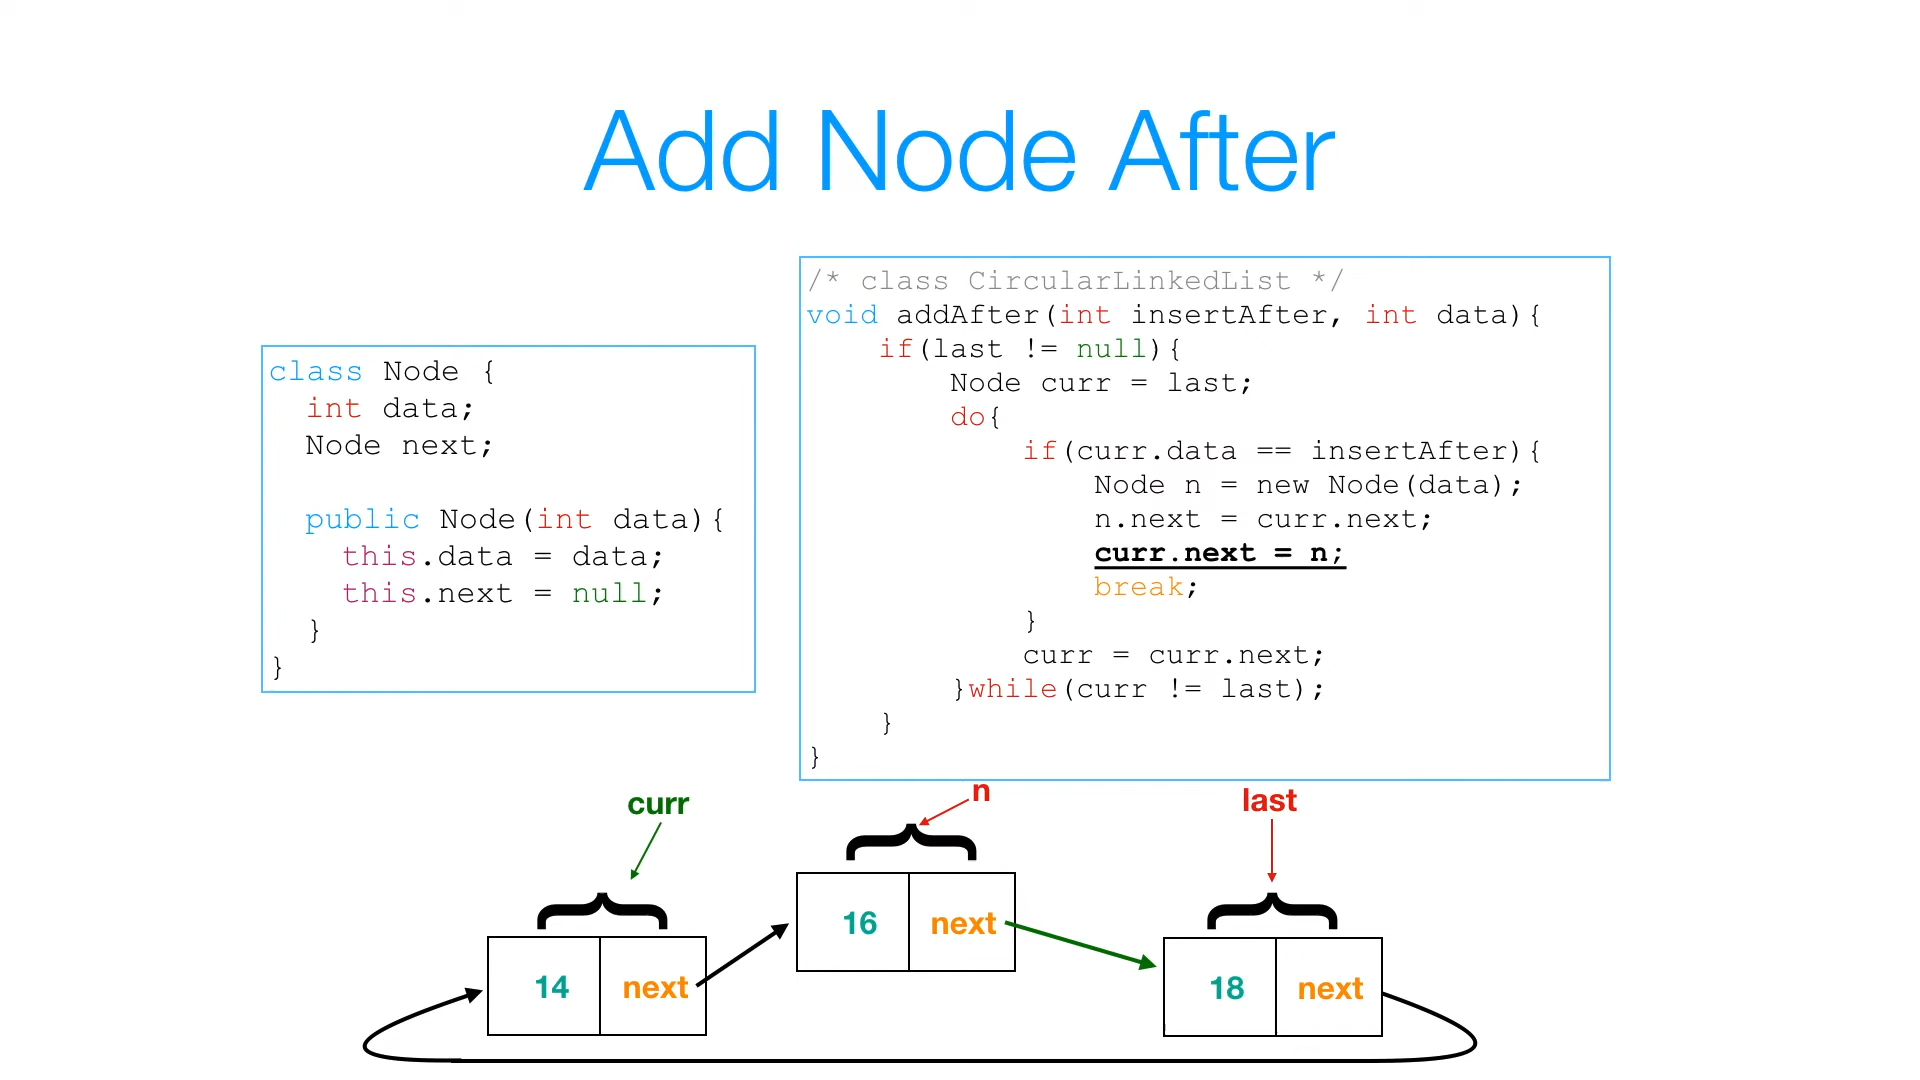 Add Node After
class Node {
int data;
Node next;
public Node(int data){
this.data = data;
this.next = null;
}
}
/* class CircularLinkedList */
void addAfter(int insertAfter, int data){
if(last != null){
Node curr = last;
do{
if(curr.data == insertAfter){
Node n = new Node(data);
n.next = curr.next;
curr.next = n;
break;
}
curr = curr.next;
}while(curr != last);
}
}
curr
n
last
14 next
16 next
18 next